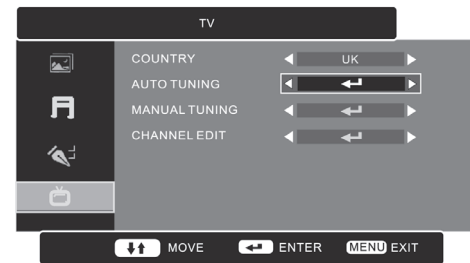 TV
COUNTRY UK
AUTO TUNING
MANUAL TUNING
CHANNEL EDIT
MOVE ENTER MENU EXIT